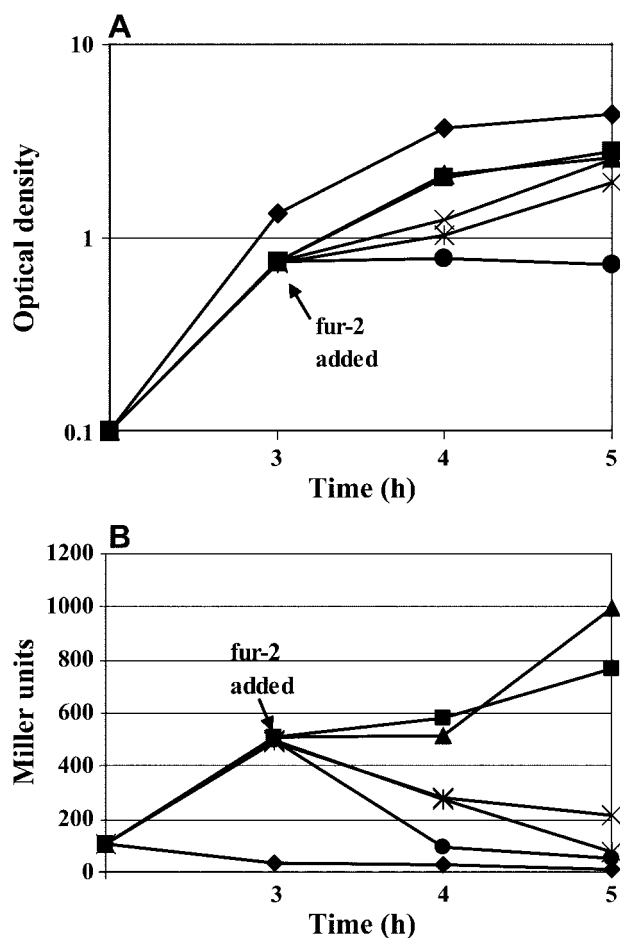 A
10
1
0.1
Optical density
fur-2
added
3
4
5
Time (h)
B
1200
1000
800
600
400
200
0
Miller units
fur-2
added
3
4
5
Time (h)